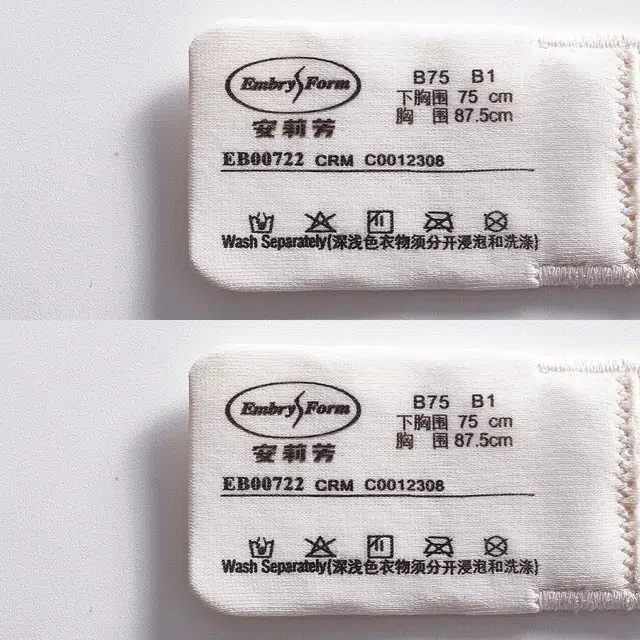 Embry Form
安莉芳
B75 B1
下胸围 75 cm
胸 围 87.5cm
EB00722 CRM C0012308
Wash Separately(深浅色衣物须分开浸泡和洗涤)
Embry Form
安莉芳
B75 B1
下胸围 75 cm
胸 围 87.5cm
EB00722 CRM C0012308
Wash Separately(深浅色衣物须分开浸泡和洗涤)